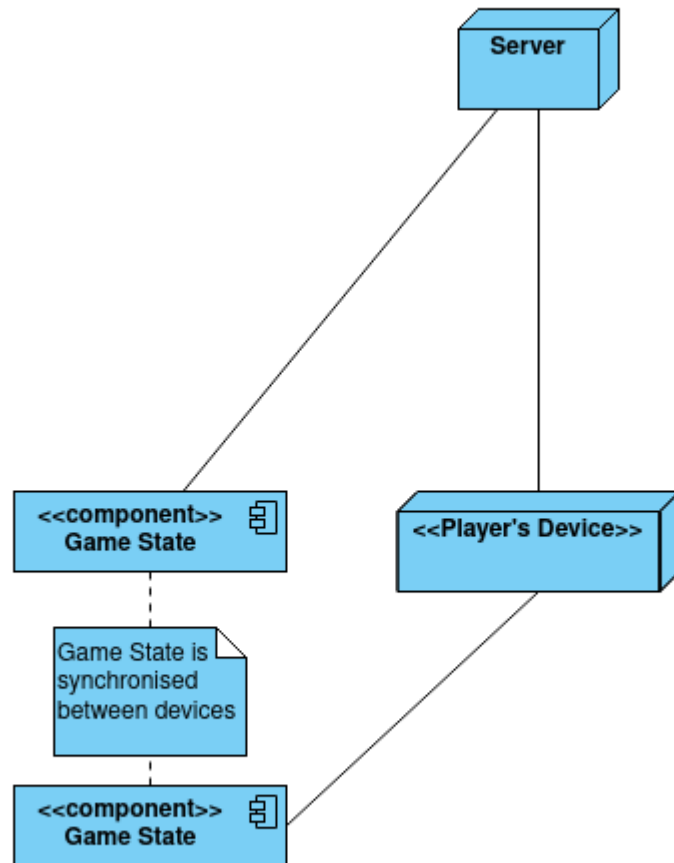 Server
<<component>>
Game State
<<Player's Device>>
Game State is
synchronised
between devices
<<component>>
Game State